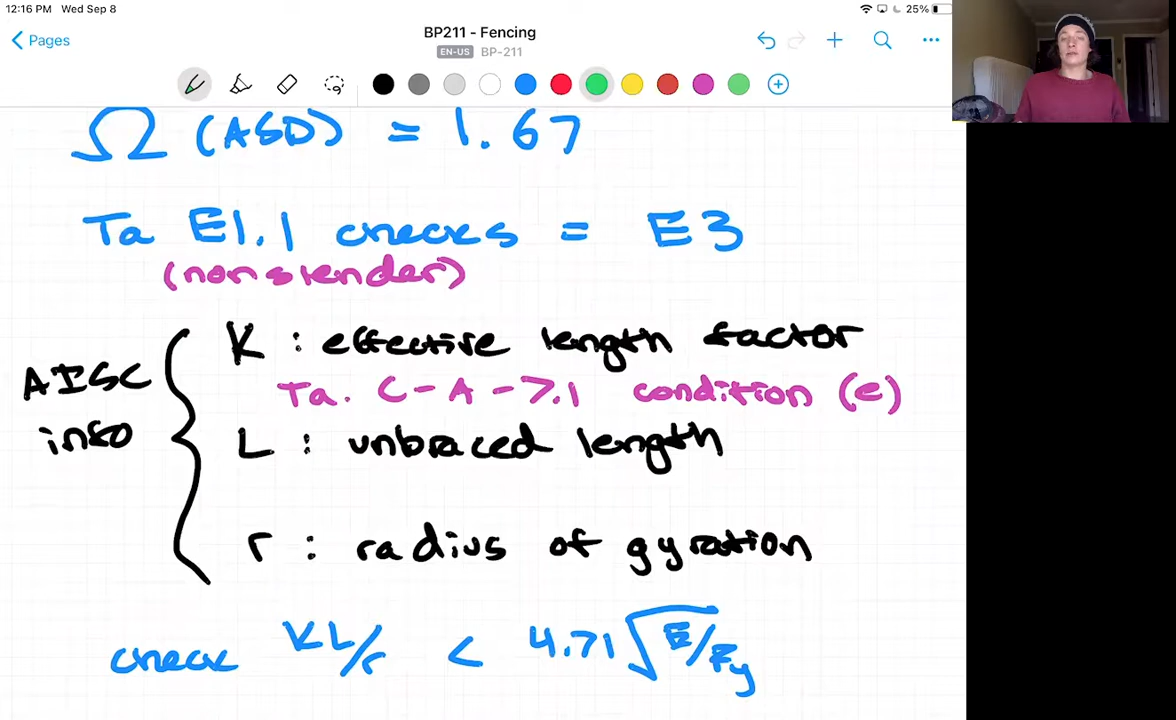 12:16 PM Wed Sep 8
25%
Pages
BP211 - Fencing
EN-US BP-211
Ω (ASD) = 1.67
Ta E1.1 checks = E3
(nonslender)
AISC info
K : effective length factor
Ta. C-A-7.1 condition (e)
L : unbraced length
r : radius of gyration
check KL/r < 4.71√E/Fy